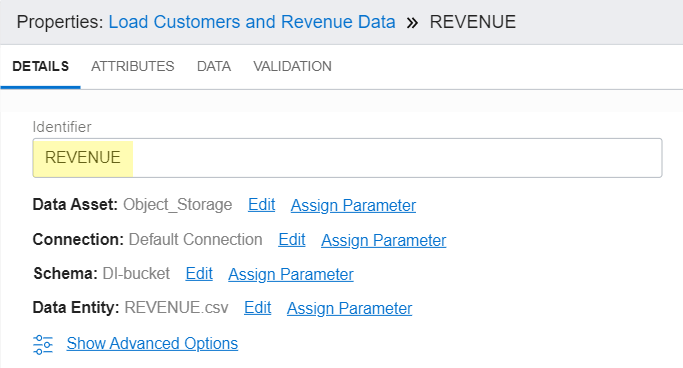 Properties: Load Customers and Revenue Data » REVENUE
DETAILS ATTRIBUTES DATA VALIDATION
Identifier
REVENUE
Data Asset: Object_Storage Edit Assign Parameter
Connection: Default Connection Edit Assign Parameter
Schema: DI-bucket Edit Assign Parameter
Data Entity: REVENUE.csv Edit Assign Parameter
Show Advanced Options